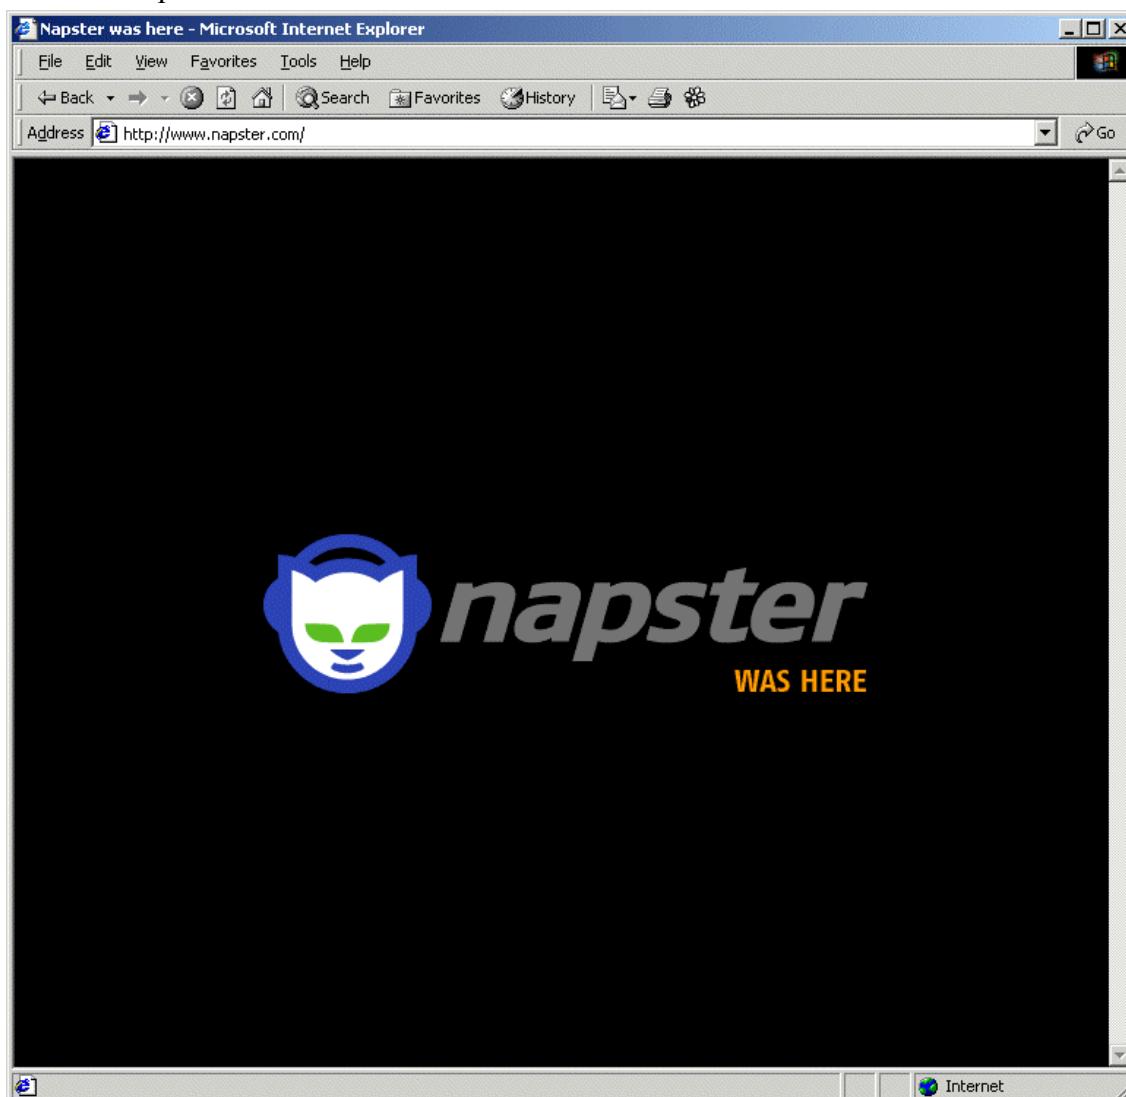 Napster was here - Microsoft Internet Explorer
File Edit View Favorites Tools Help
Back Search Favorites History
Address http://www.napster.com/ Go
napster
WAS HERE
Internet